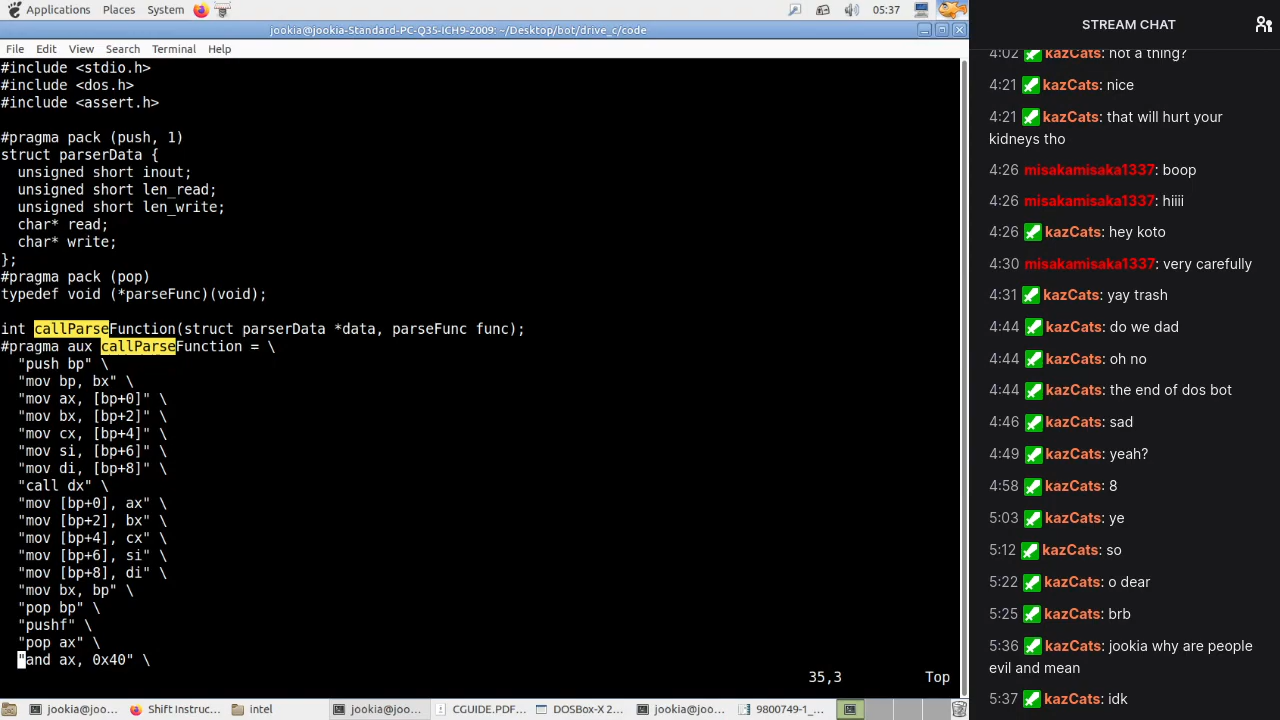 Applications Places System 05:37
jookia@jookia-Standard-PC-Q35-ICH9-2009: ~/Desktop/bot/drive_c/code
File Edit View Search Terminal Help
#include <stdio.h>
#include <dos.h>
#include <assert.h>
#pragma pack (push, 1)
struct parserData {
  unsigned short inout;
  unsigned short len_read;
  unsigned short len_write;
  char* read;
  char* write;
};
#pragma pack (pop)
typedef void (*parseFunc)(void);
int callParseFunction(struct parserData *data, parseFunc func);
#pragma aux callParseFunction = \
  "push bp" \
  "mov bp, bx" \
  "mov ax, [bp+0]" \
  "mov bx, [bp+2]" \
  "mov cx, [bp+4]" \
  "mov si, [bp+6]" \
  "mov di, [bp+8]" \
  "call dx" \
  "mov [bp+0], ax" \
  "mov [bp+2], bx" \
  "mov [bp+4], cx" \
  "mov [bp+6], si" \
  "mov [bp+8], di" \
  "mov bx, bp" \
  "pop bp" \
  "pushf" \
  "pop ax" \
  "and ax, 0x40" \
35,3 Top
jookia@jo... Shift Instruc... intel jookia@joo... CGUIDE.PDF... DOSBox-X 2... jookia@joo... 9800749-1_...
STREAM CHAT
4:02 kazCats: not a thing?
4:21 kazCats: nice
4:21 kazCats: that will hurt your
kidneys tho
4:26 misakamisaka1337: boop
4:26 misakamisaka1337: hiiii
4:26 kazCats: hey koto
4:30 misakamisaka1337: very carefully
4:31 kazCats: yay trash
4:44 kazCats: do we dad
4:44 kazCats: oh no
4:44 kazCats: the end of dos bot
4:46 kazCats: sad
4:49 kazCats: yeah?
4:58 kazCats: 8
5:03 kazCats: ye
5:12 kazCats: so
5:22 kazCats: o dear
5:25 kazCats: brb
5:36 kazCats: jookia why are people
evil and mean
5:37 kazCats: idk